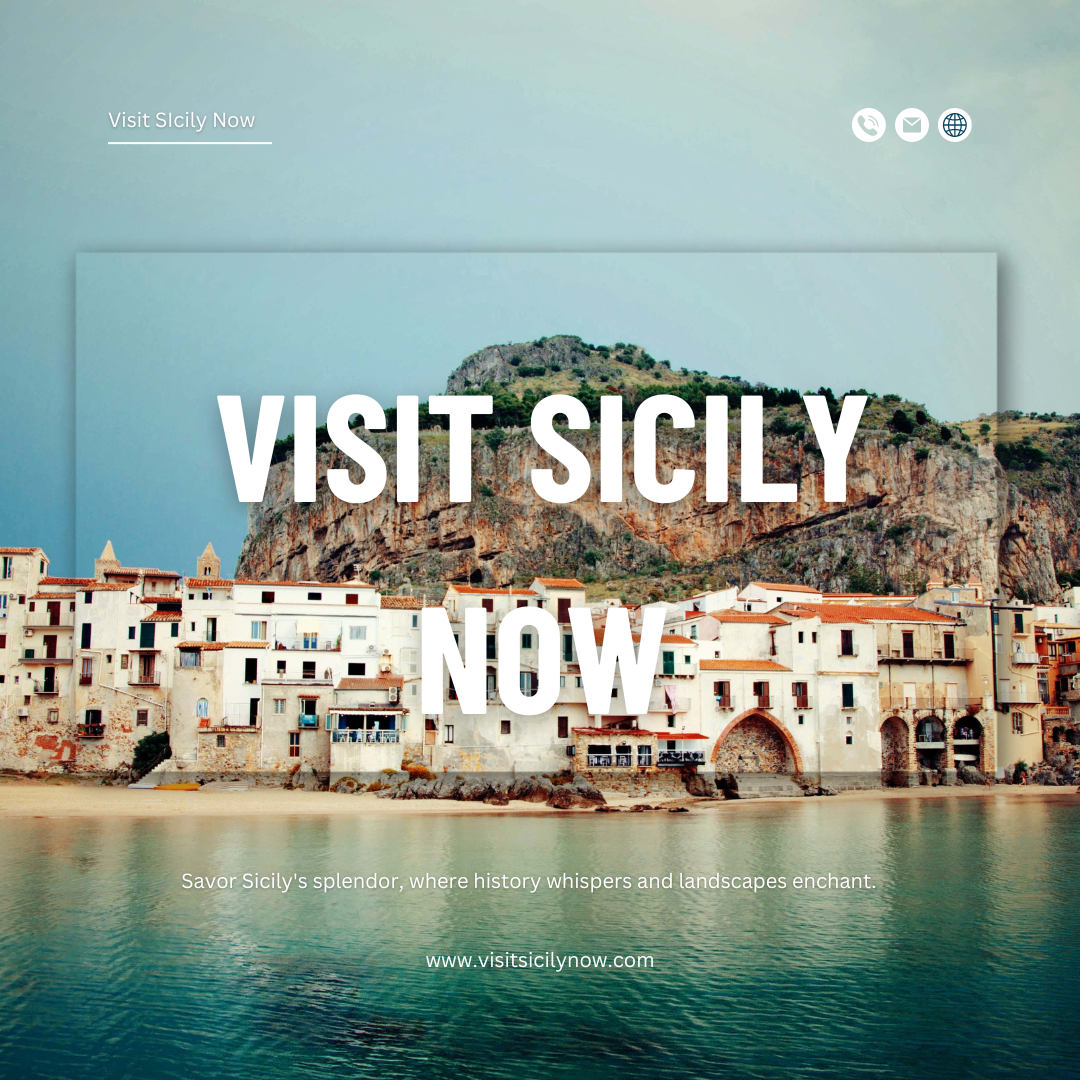 Visit SIcily Now
VISIT SICILY
NOW
Savor Sicily's splendor, where history whispers and landscapes enchant.
www.visitsicilynow.com